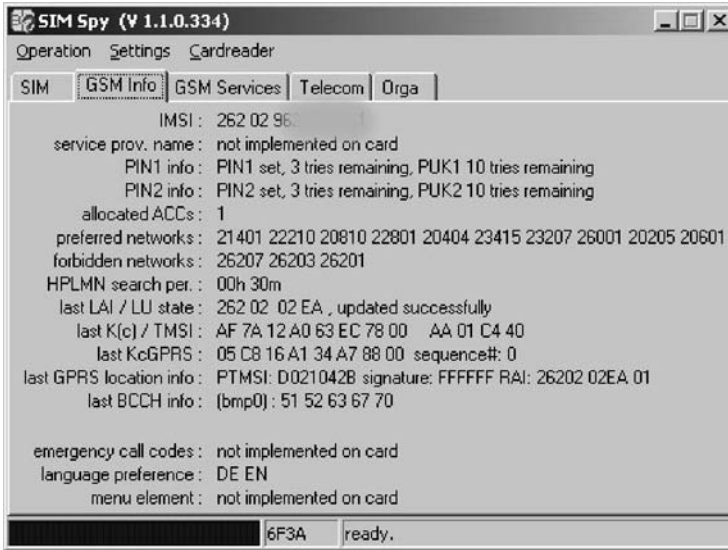 SIM Spy (V 1.1.0.334)
Operation Settings Cardreader
SIM GSM Info GSM Services Telecom Orga
IMSI : 262 02 96
service prov. name : not implemented on card
PIN1 info : PIN1 set, 3 tries remaining, PUK1 10 tries remaining
PIN2 info : PIN2 set, 3 tries remaining, PUK2 10 tries remaining
allocated ACCs : 1
preferred networks : 21401 22210 20810 22801 20404 23415 23207 26001 20205 20601
forbidden networks : 26207 26203 26201
HPLMN search per. : 00h 30m
last LAI / LU state : 262 02 02 EA , updated successfully
last K(c) / TMSI : AF 7A 12 A0 63 EC 78 00 AA 01 C4 40
last KcGPRS : 05 C8 16 A1 34 A7 88 00 sequence#: 0
last GPRS location info : PTMSI: D021042B signature: FFFFFF RAI: 26202 02EA 01
last BCCH info : (bmp0) : 51 52 63 67 70
emergency call codes : not implemented on card
language preference : DE EN
menu element : not implemented on card
6F3A ready.